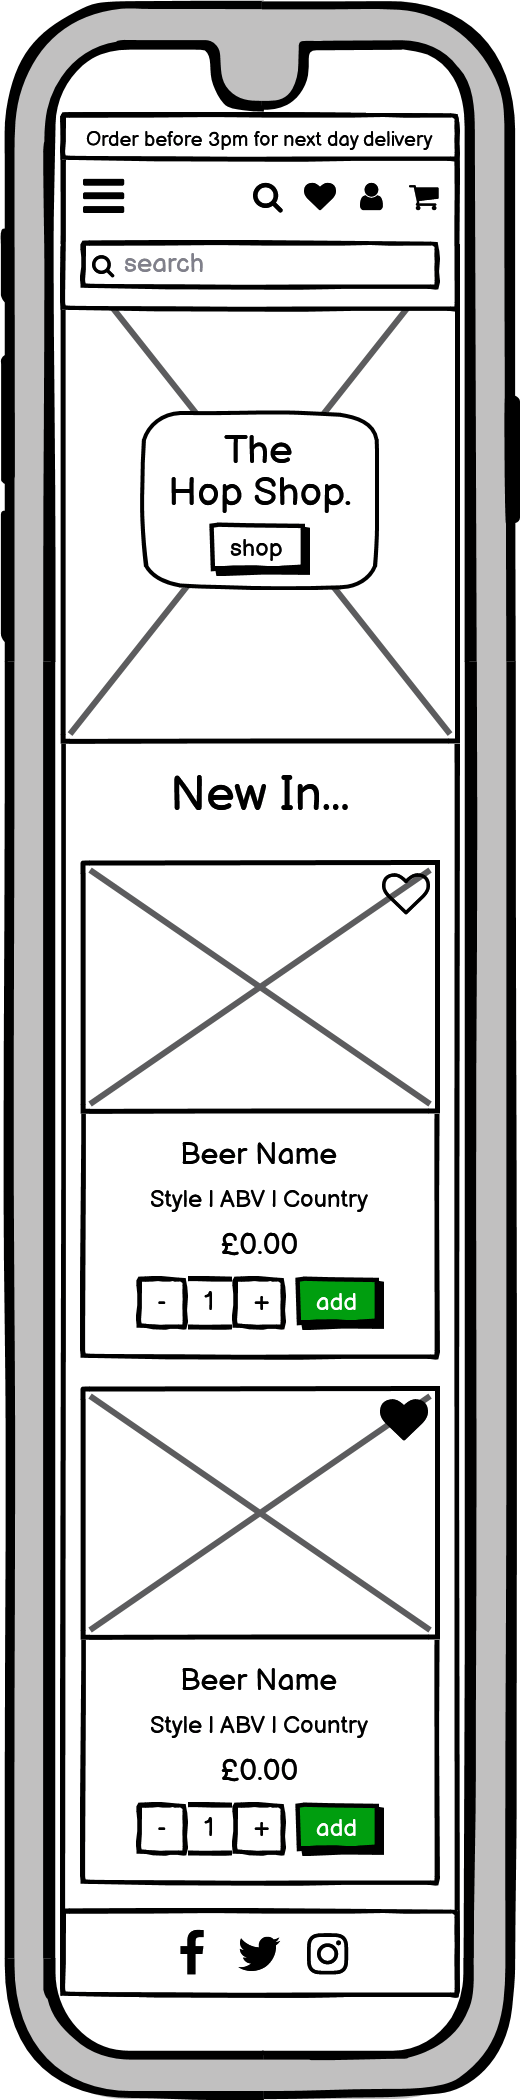 Order before 3pm for next day delivery
search
The
Hop Shop.
shop
New In...
Beer Name
Style | ABV | Country
£0.00
- 1 + add
Beer Name
Style | ABV | Country
£0.00
- 1 + add